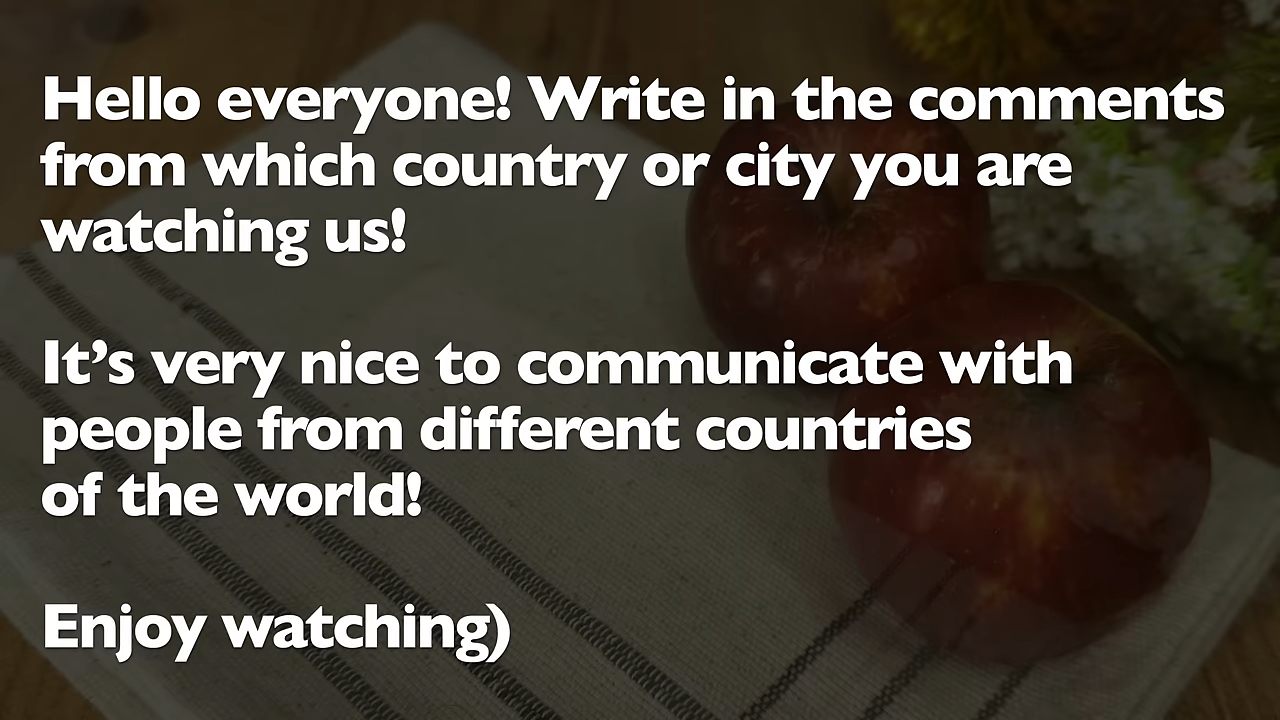 Hello everyone! Write in the comments
from which country or city you are
watching us!
It’s very nice to communicate with
people from different countries
of the world!
Enjoy watching)